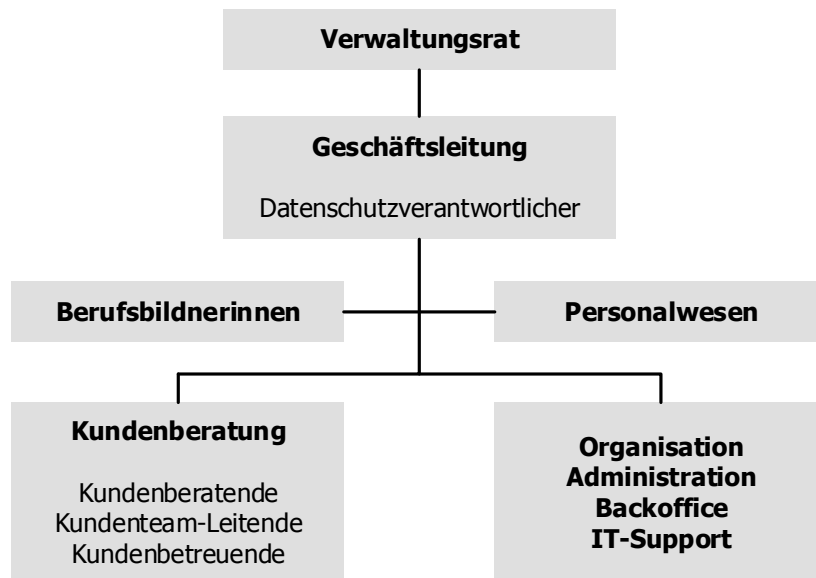 Verwaltungsrat
Geschäftsleitung
Datenschutzverantwortlicher
Berufsbildnerinnen
Personalwesen
Kundenberatung
Kundenberatende
Kundenteam-Leitende
Kundenbetreuende
Organisation
Administration
Backoffice
IT-Support